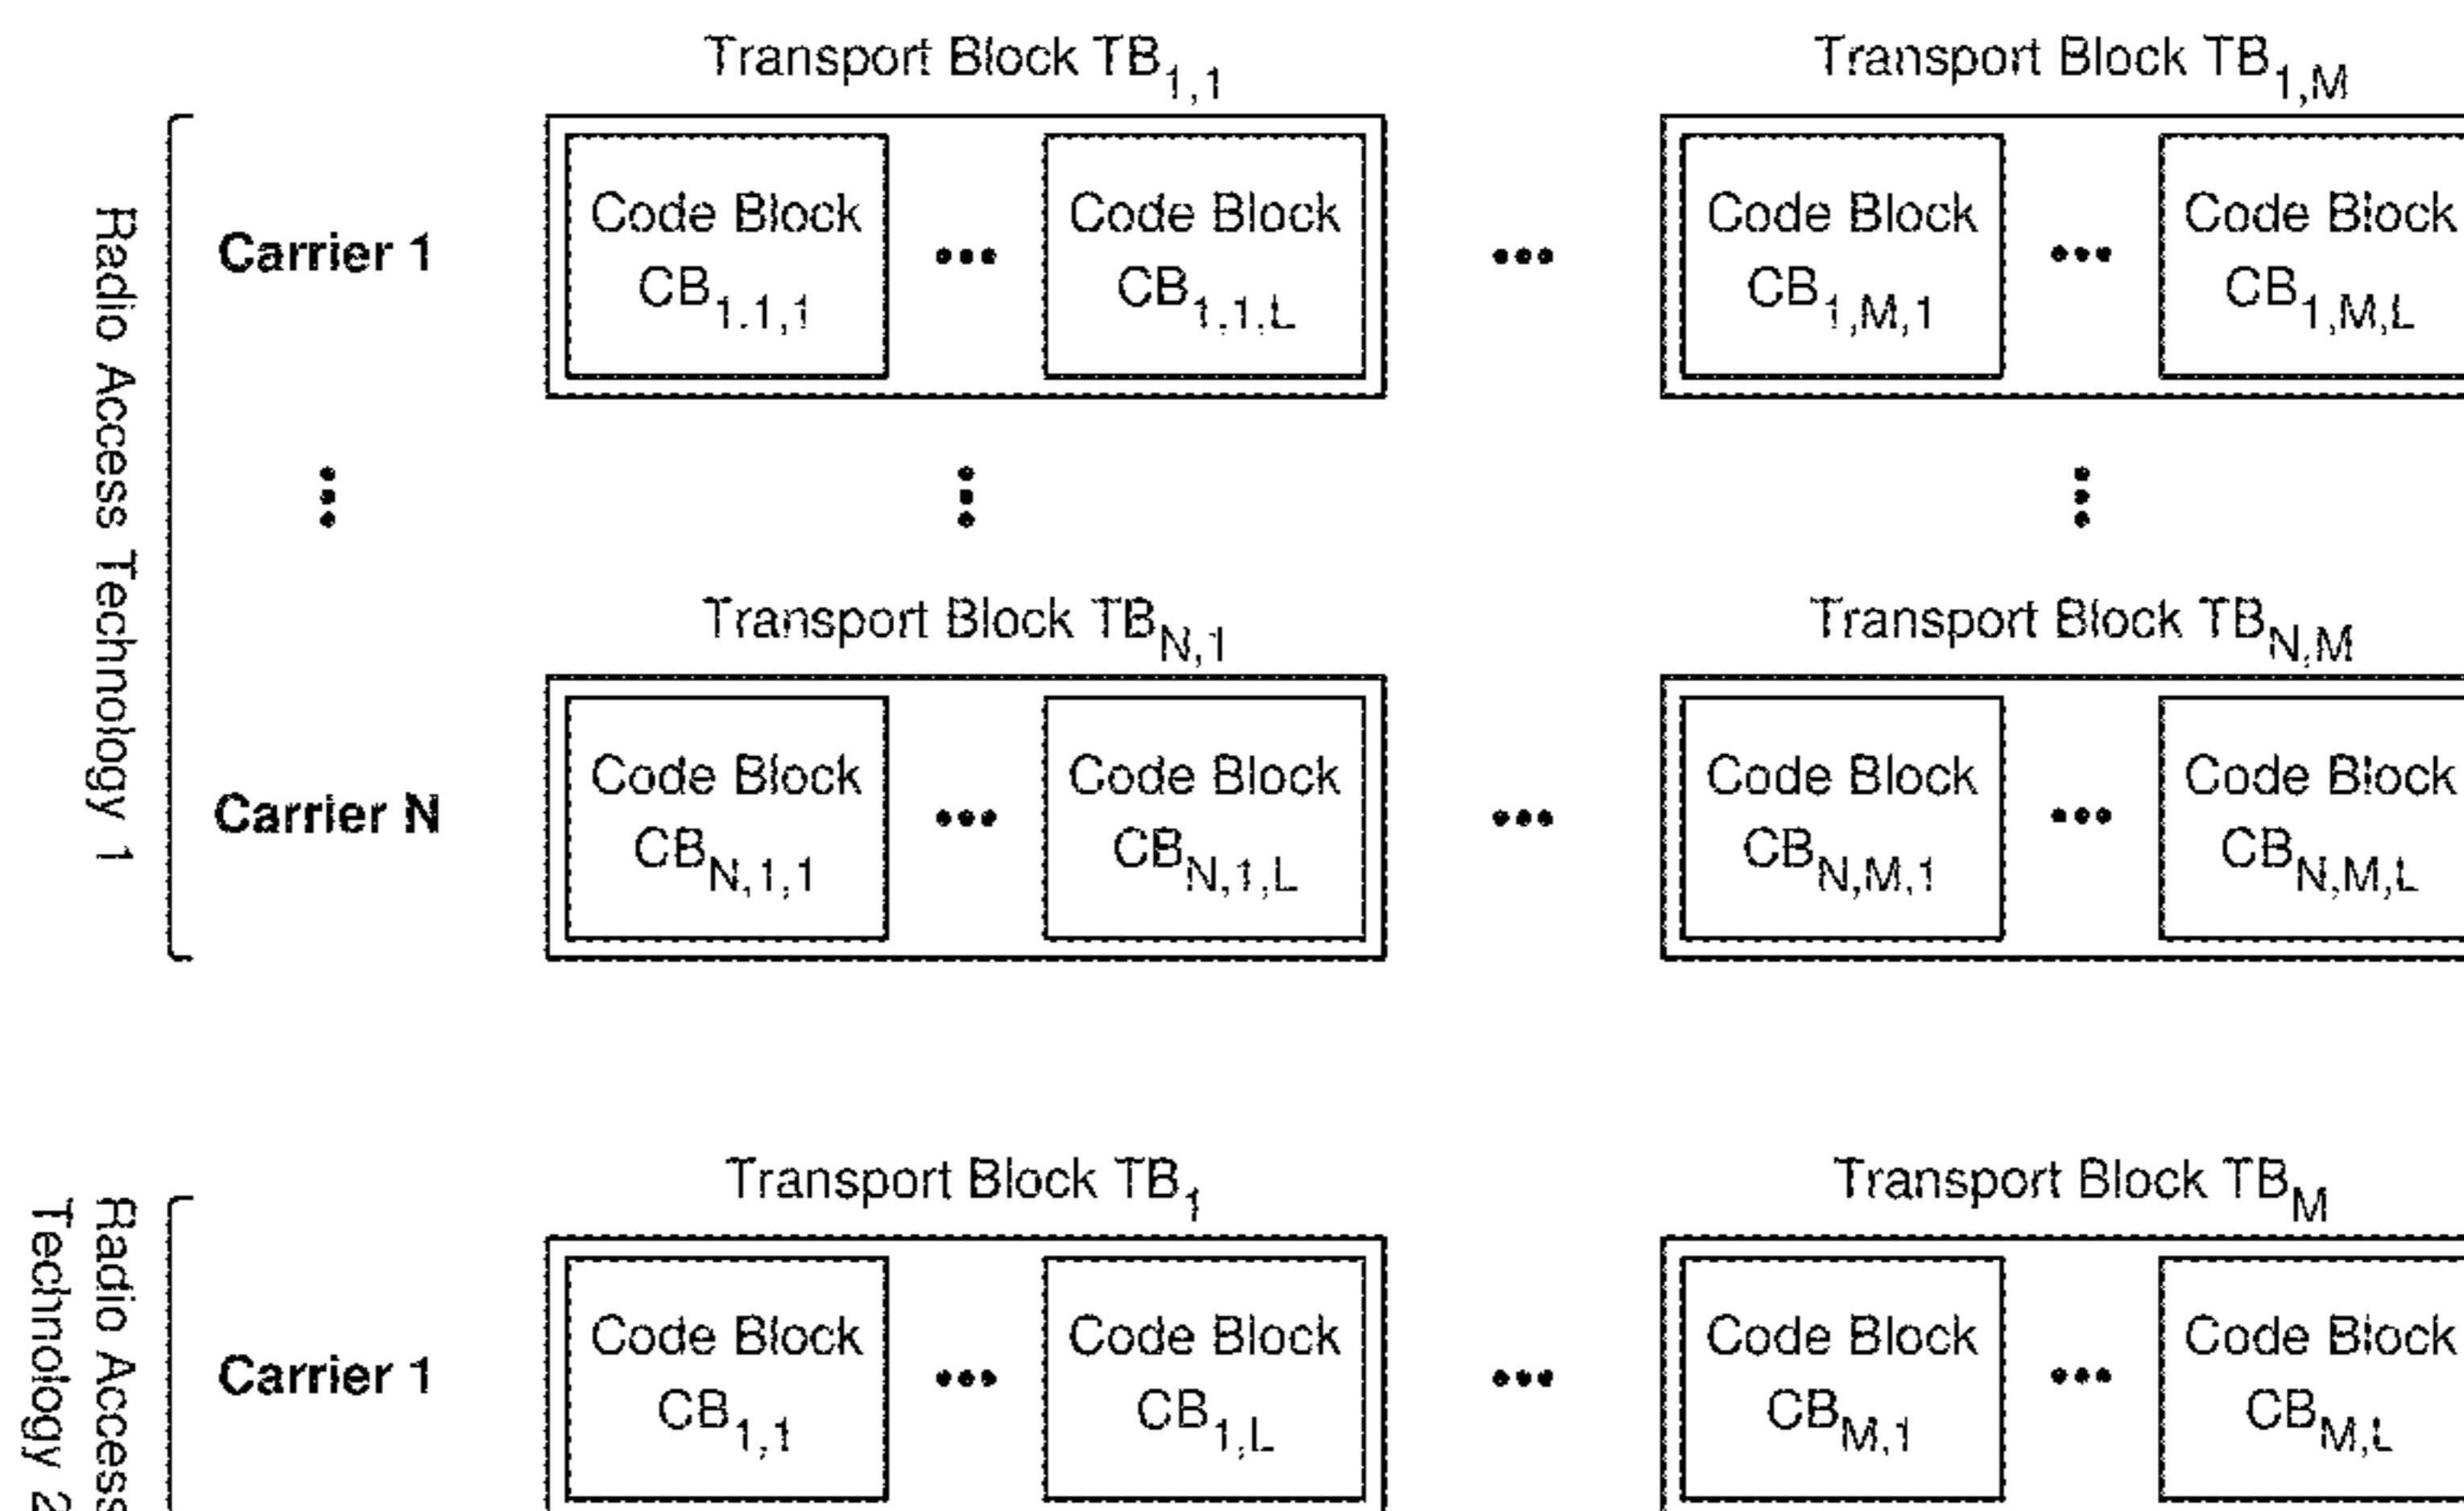 Radio Access Technology 1
Transport Block TB1,1
Transport Block TB1,M
Carrier 1
Code Block
CB1,1,1
•••
Code Block
CB1,1,L
•••
Code Block
CB1,M,1
•••
Code Block
CB1,M,L
Transport Block TBN,1
Transport Block TBN,M
Carrier N
Code Block
CBN,1,1
•••
Code Block
CBN,1,L
•••
Code Block
CBN,M,1
•••
Code Block
CBN,M,L
Radio Access
Technology 2
Transport Block TB1
Transport Block TBM
Carrier 1
Code Block
CB1,1
•••
Code Block
CB1,L
•••
Code Block
CBM,1
•••
Code Block
CBM,L